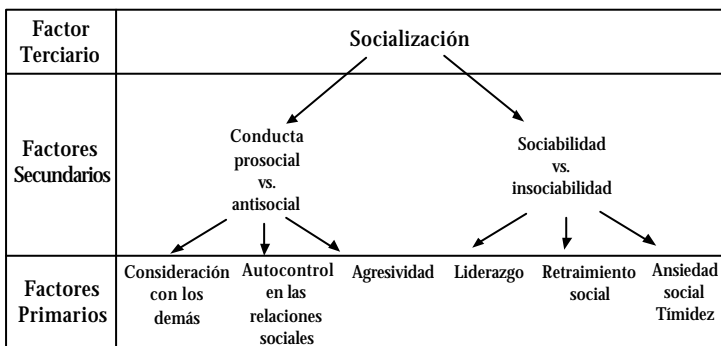 Factor
Terciario
Socialización
Factores
Secundarios
Conducta
prosocial
vs.
antisocial
Sociabilidad
vs.
insociabilidad
Factores
Primarios
Consideración
con los
demás
Autocontrol
en las
relaciones
sociales
Agresividad
Liderazgo
Retraimiento
social
Ansiedad
social
Tímidez